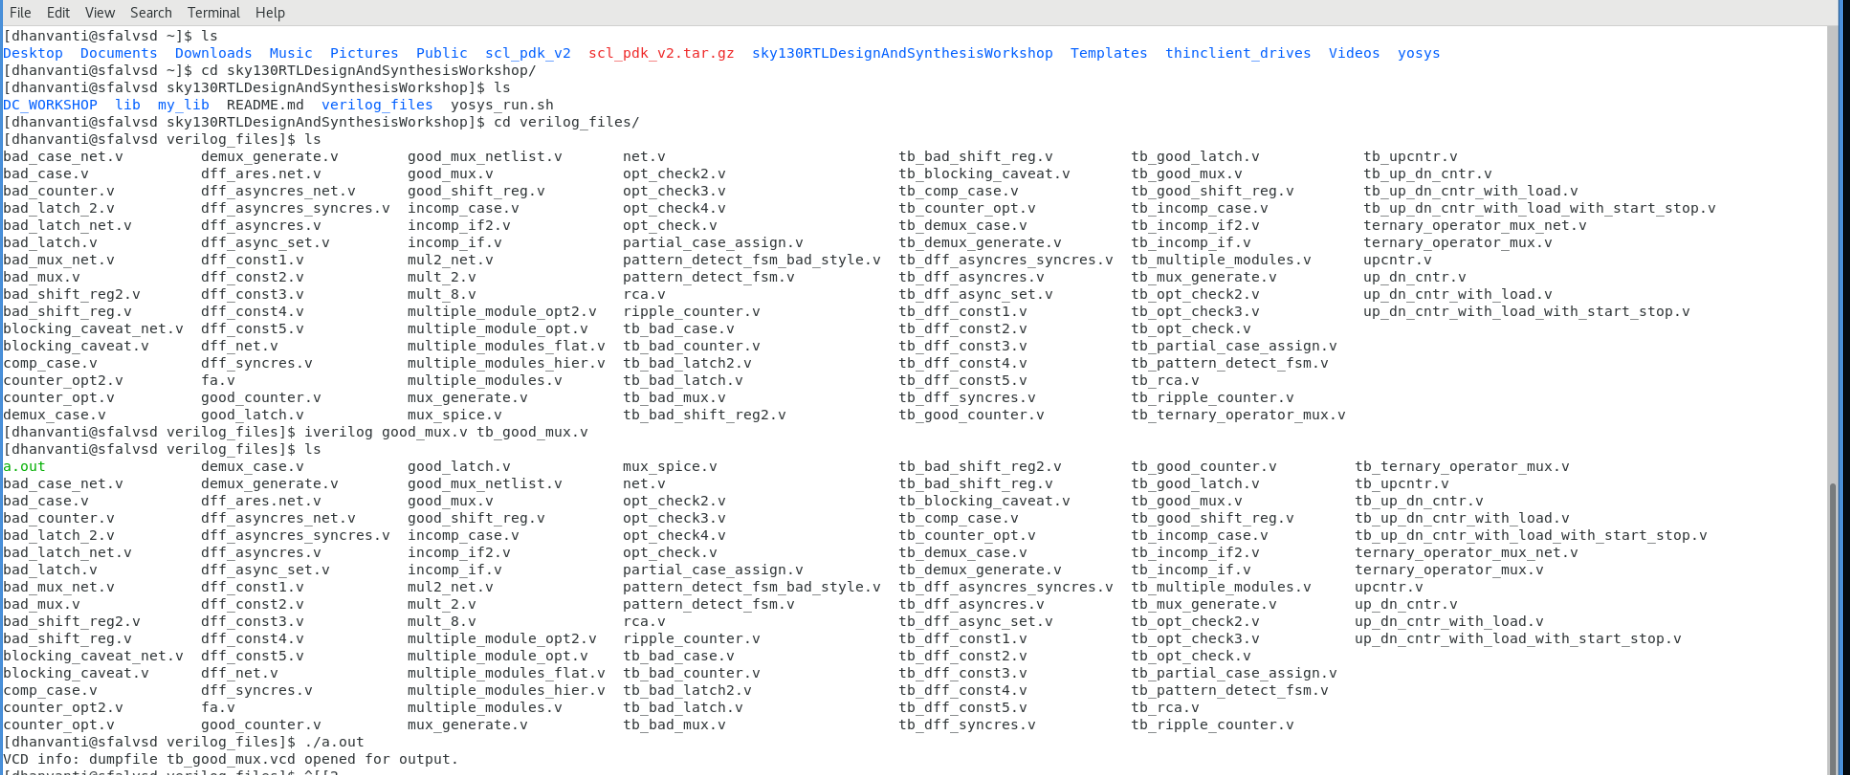 File Edit View Search Terminal Help
[dhavanti@sfalvsd ~]$ ls
Desktop Documents Downloads Music Pictures Public scl_pdk_v2 scl_pdk_v2.tar.gz sky130RTLDesignAndSynthesisWorkshop Templates thinclient_drives Videos yosys
[dhanvanti@sfalvsd ~]$ cd sky130RTLDesignAndSynthesisWorkshop/
[dhanvanti@sfalvsd sky130RTLDesignAndSynthesisWorkshop]$ ls
DC_WORKSHOP lib my_lib README.md verilog_files yosys_run.sh
[dhanvanti@sfalvsd sky130RTLDesignAndSynthesisWorkshop]$ cd verilog_files/
[dhanvanti@sfalvsd verilog_files]$ ls
bad_case_net.v demux_generate.v good_mux_netlist.v net.v tb_bad_shift_reg.v tb_good_latch.v tb_upcntr.v
bad_case.v dff_ares.net.v good_mux.v opt_check2.v tb_blocking_caveat.v tb_good_mux.v tb_up_dn_cntr.v
bad_counter.v dff_asyncres_net.v good_shift_reg.v opt_check3.v tb_comp_case.v tb_good_shift_reg.v tb_up_dn_cntr_with_load.v
bad_latch_2.v dff_asyncres_syncres.v incomp_case.v opt_check4.v tb_counter_opt.v tb_incomp_case.v tb_up_dn_cntr_with_load_with_start_stop.v
bad_latch_net.v dff_asyncres.v incomp_if2.v opt_check.v tb_demux_case.v tb_incomp_if2.v ternary_operator_mux_net.v
bad_latch.v dff_async_set.v incomp_if.v partial_case_assign.v tb_demux_generate.v tb_incomp_if.v ternary_operator_mux.v
bad_mux_net.v dff_const1.v mul2_net.v pattern_detect_fsm_bad_style.v tb_dff_asyncres_syncres.v tb_multiple_modules.v upcntr.v
bad_mux.v dff_const2.v mult_2.v pattern_detect_fsm.v tb_dff_asyncres.v tb_mux_generate.v up_dn_cntr.v
bad_shift_reg2.v dff_const3.v mult_8.v rca.v tb_dff_async_set.v tb_opt_check2.v up_dn_cntr_with_load.v
bad_shift_reg.v dff_const4.v multiple_module_opt2.v ripple_counter.v tb_dff_const1.v tb_opt_check3.v up_dn_cntr_with_load_with_start_stop.v
blocking_caveat_net.v dff_const5.v multiple_module_opt.v tb_bad_case.v tb_dff_const2.v tb_opt_check.v
blocking_caveat.v dff_net.v multiple_modules_flat.v tb_bad_counter.v tb_dff_const3.v tb_partial_case_assign.v
comp_case.v dff_syncres.v multiple_modules_hier.v tb_bad_latch2.v tb_dff_const4.v tb_pattern_detect_fsm.v
counter_opt2.v fa.v multiple_modules.v tb_bad_latch.v tb_dff_const5.v tb_rca.v
counter_opt.v good_counter.v mux_generate.v tb_bad_mux.v tb_dff_syncres.v tb_ripple_counter.v
demux_case.v good_latch.v mux_spice.v tb_bad_shift_reg2.v tb_good_counter.v tb_ternary_operator_mux.v
[dhanvanti@sfalvsd verilog_files]$ iverilog good_mux.v tb_good_mux.v
[dhanvanti@sfalvsd verilog_files]$ ls
a.out demux_case.v good_latch.v mux_spice.v tb_bad_shift_reg2.v tb_good_counter.v tb_ternary_operator_mux.v
bad_case_net.v demux_generate.v good_mux_netlist.v net.v tb_bad_shift_reg.v tb_good_latch.v tb_upcntr.v
bad_case.v dff_ares.net.v good_mux.v opt_check2.v tb_blocking_caveat.v tb_good_mux.v tb_up_dn_cntr.v
bad_counter.v dff_asyncres_net.v good_shift_reg.v opt_check3.v tb_comp_case.v tb_good_shift_reg.v tb_up_dn_cntr_with_load.v
bad_latch_2.v dff_asyncres_syncres.v incomp_case.v opt_check4.v tb_counter_opt.v tb_incomp_case.v tb_up_dn_cntr_with_load_with_start_stop.v
bad_latch_net.v dff_asyncres.v incomp_if2.v opt_check.v tb_demux_case.v tb_incomp_if2.v ternary_operator_mux_net.v
bad_latch.v dff_async_set.v incomp_if.v partial_case_assign.v tb_demux_generate.v tb_incomp_if.v ternary_operator_mux.v
bad_mux_net.v dff_const1.v mul2_net.v pattern_detect_fsm_bad_style.v tb_dff_asyncres_syncres.v tb_multiple_modules.v upcntr.v
bad_mux.v dff_const2.v mult_2.v pattern_detect_fsm.v tb_dff_asyncres.v tb_mux_generate.v up_dn_cntr.v
bad_shift_reg2.v dff_const3.v mult_8.v rca.v tb_dff_async_set.v tb_opt_check2.v up_dn_cntr_with_load.v
bad_shift_reg.v dff_const4.v multiple_module_opt2.v ripple_counter.v tb_dff_const1.v tb_opt_check3.v up_dn_cntr_with_load_with_start_stop.v
blocking_caveat_net.v dff_const5.v multiple_module_opt.v tb_bad_case.v tb_dff_const2.v tb_opt_check.v
blocking_caveat.v dff_net.v multiple_modules_flat.v tb_bad_counter.v tb_dff_const3.v tb_partial_case_assign.v
comp_case.v dff_syncres.v multiple_modules_hier.v tb_bad_latch2.v tb_dff_const4.v tb_pattern_detect_fsm.v
counter_opt2.v fa.v multiple_modules.v tb_bad_latch.v tb_dff_const5.v tb_rca.v
counter_opt.v good_counter.v mux_generate.v tb_bad_mux.v tb_dff_syncres.v tb_ripple_counter.v
[dhanvanti@sfalvsd verilog_files]$ ./a.out
VCD info: dumpfile tb_good_mux.vcd opened for output.
[dhanvanti@sfalvsd verilog_files]$